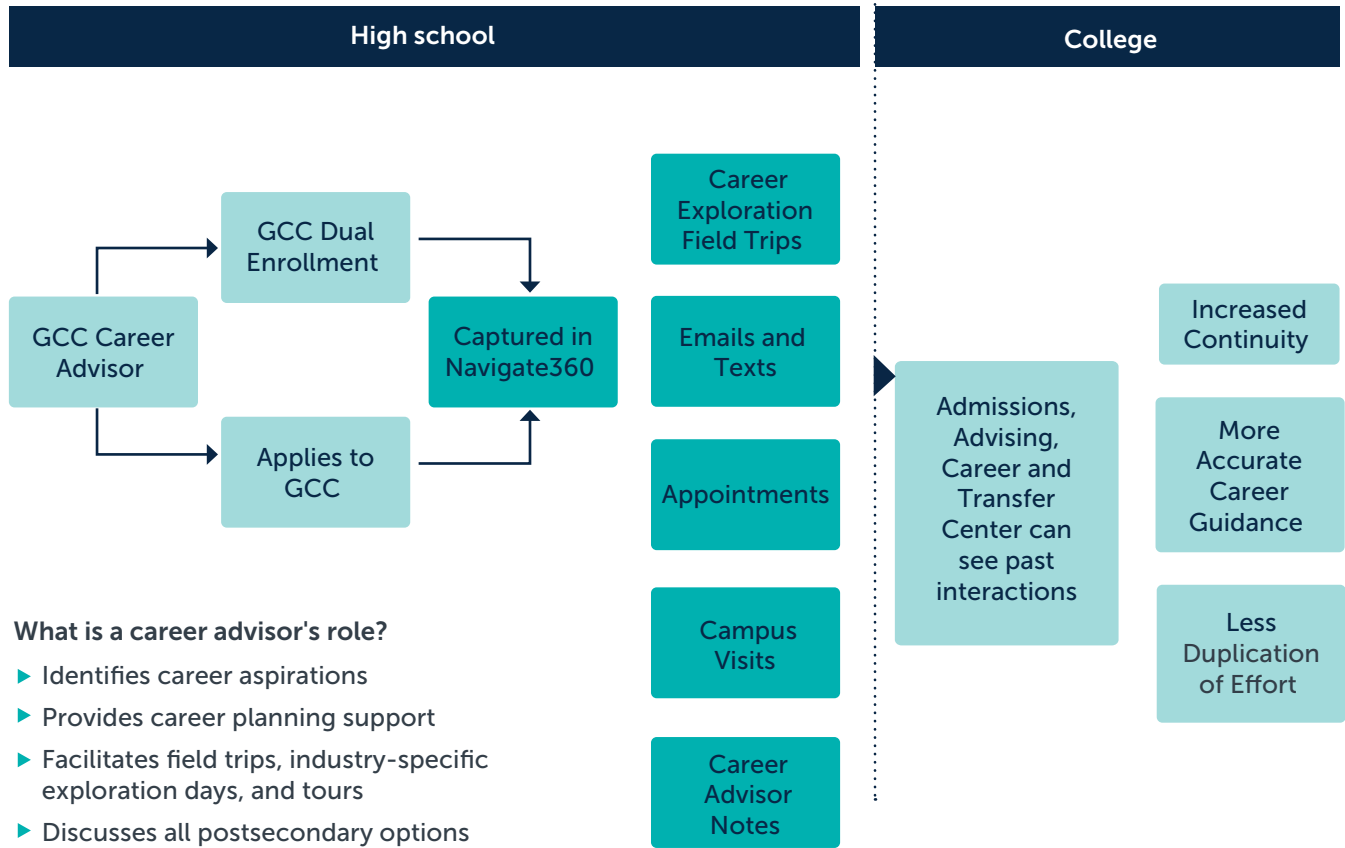 High school
College
GCC Career
Advisor
GCC Dual
Enrollment
Applies to
GCC
Captured in
Navigate360
Career
Exploration
Field Trips
Emails and
Texts
Appointments
Campus
Visits
Career
Advisor
Notes
Admissions,
Advising,
Career and
Transfer
Center can
see past
interactions
Increased
Continuity
More
Accurate
Career
Guidance
Less
Duplication
of Effort
What is a career advisor's role?
Identifies career aspirations
Provides career planning support
Facilitates field trips, industry-specific
exploration days, and tours
Discusses all postsecondary options